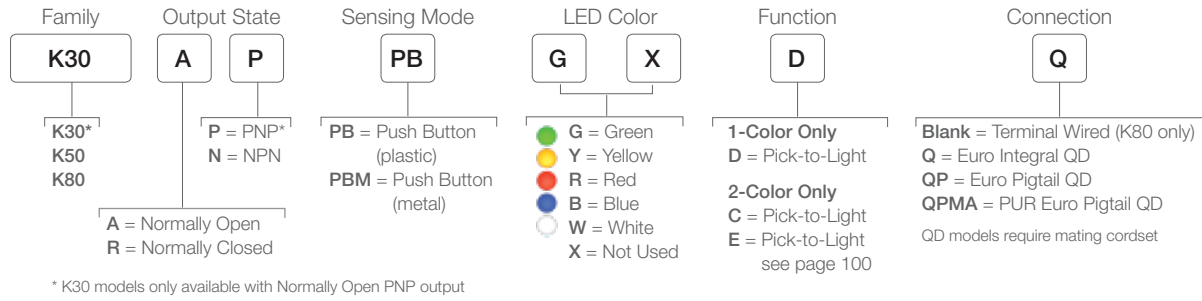 Family Output State Sensing Mode LED Color Function Connection
K30 A P PB G X D Q
K30*
K50
K80
A = Normally Open
R = Normally Closed
P = PNP*
N = NPN
PB = Push Button
(plastic)
PBM = Push Button
(metal)
G = Green
Y = Yellow
R = Red
B = Blue
W = White
X = Not Used
1-Color Only
D = Pick-to-Light
2-Color Only
C = Pick-to-Light
E = Pick-to-Light
see page 100
Blank = Terminal Wired (K80 only)
Q = Euro Integral QD
QP = Euro Pigtail QD
QPMA = PUR Euro Pigtail QD
QD models require mating cordset
* K30 models only available with Normally Open PNP output